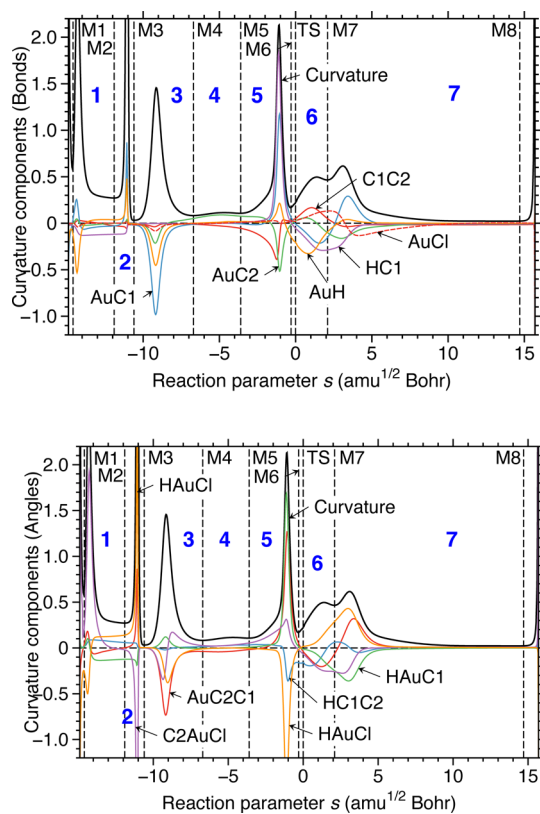 M1
M2
M3
M4
M5
M6
TS
M7
M8
2.0
1.5
1.0
0.5
0
−0.5
−1.0
Curvature components (Bonds)
Curvature
1
2
3
4
5
6
7
C1C2
AuCl
HC1
AuH
AuC2
AuC1
−10
−5
0
5
10
15
Reaction parameter s (amu1/2 Bohr)
M1
M2
M3
M4
M5
M6
TS
M7
M8
2.0
1.5
1.0
0.5
0
−0.5
−1.0
Curvature components (Angles)
HAuCl
Curvature
1
2
3
4
5
6
7
HAuC1
AuC2C1
HC1C2
C2AuCl
HAuCl
−10
−5
0
5
10
15
Reaction parameter s (amu1/2 Bohr)